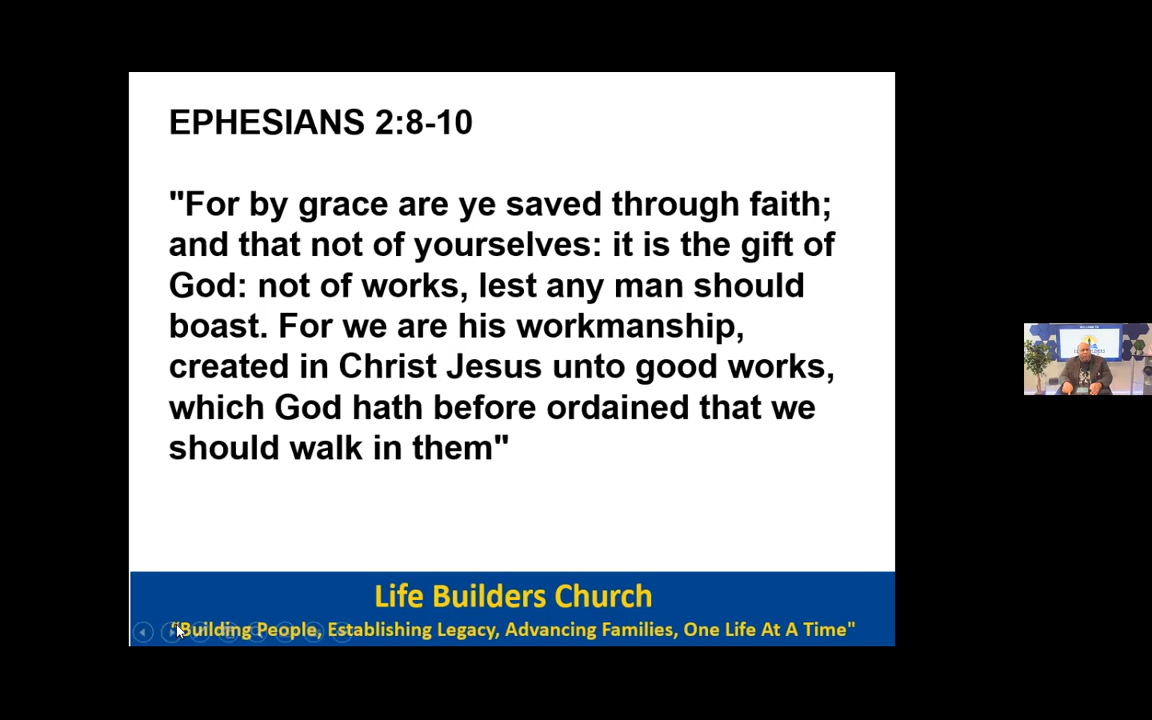 EPHESIANS 2:8-10
"For by grace are ye saved through faith;
and that not of yourselves: it is the gift of
God: not of works, lest any man should
boast. For we are his workmanship,
created in Christ Jesus unto good works,
which God hath before ordained that we
should walk in them"
Life Builders Church
"Building People, Establishing Legacy, Advancing Families, One Life At A Time"